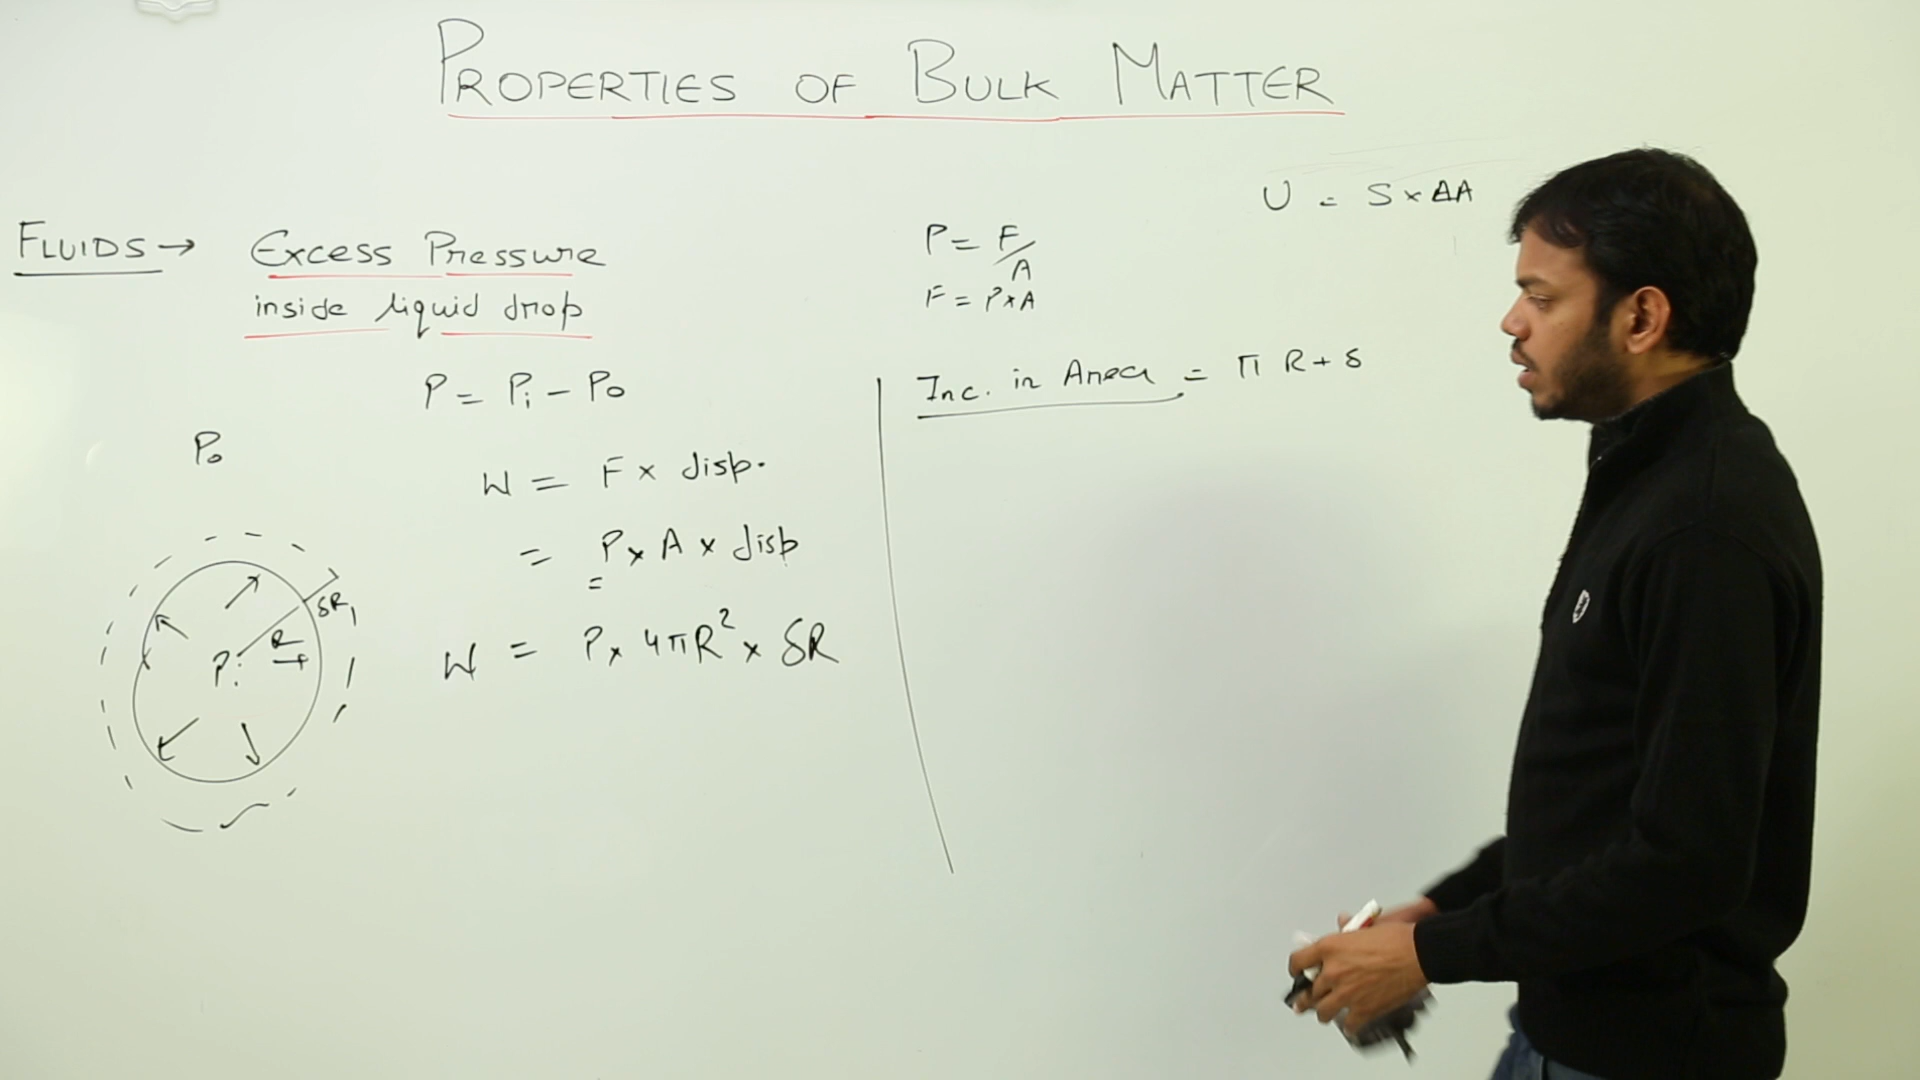 PROPERTIES OF BULK MATTER
U = S × ΔA
FLUIDS → Excess Pressure
inside liquid drop
P = F/A
F = P×A
P = Pi − Po
Inc. in Area = π R + δ
Po
W = F × disp.
= P × A × disp
=
δR
R
Pi
W = P × 4πR² × δR